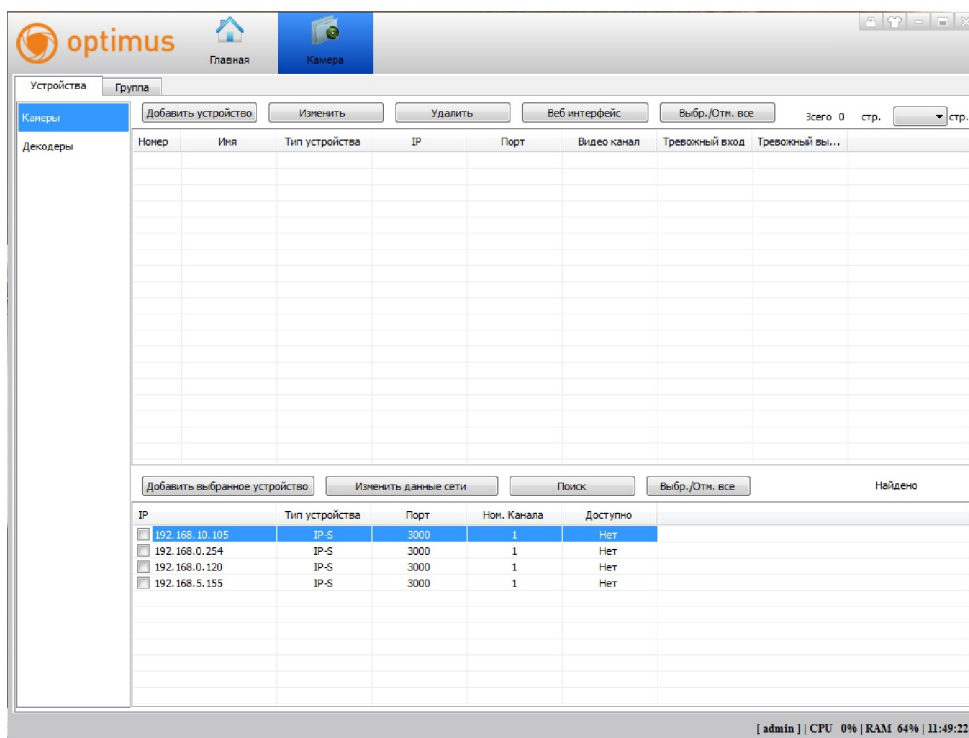 optimus
Главная
Камера
Устройства Группа
Камеры
Декодеры
Добавить устройство Изменить Удалить Веб интерфейс Выбр./Отм. все Всего 0 стр. стр.
Номер Имя Тип устройства IP Порт Видео канал Тревожный вход Тревожный вы...
Добавить выбранное устройство Изменить данные сети Поиск Выбр./Отм. все Найдено
IP Тип устройства Порт Ном. Канала Доступно
192.168.10.105 IP-S 3000 1 Нет
192.168.0.254 IP-S 3000 1 Нет
192.168.0.120 IP-S 3000 1 Нет
192.168.5.155 IP-S 3000 1 Нет
[ admin ] | CPU 0% | RAM 64% | 11:49:22